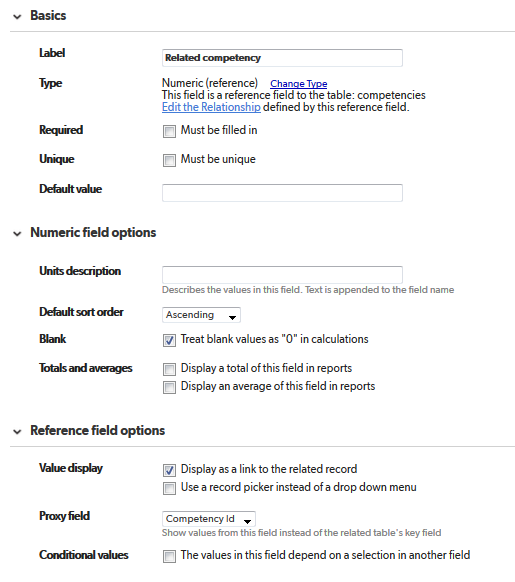 Basics
Label Related competency
Type Numeric (reference) Change Type
This field is a reference field to the table: competencies
Edit the Relationship defined by this reference field.
Required Must be filled in
Unique Must be unique
Default value
Numeric field options
Units description
Describes the values in this field. Text is appended to the field name
Default sort order Ascending
Blank Treat blank values as "0" in calculations
Totals and averages Display a total of this field in reports
Display an average of this field in reports
Reference field options
Value display Display as a link to the related record
Use a record picker instead of a drop down menu
Proxy field Competency Id
Show values from this field instead of the related table's key field
Conditional values The values in this field depend on a selection in another field